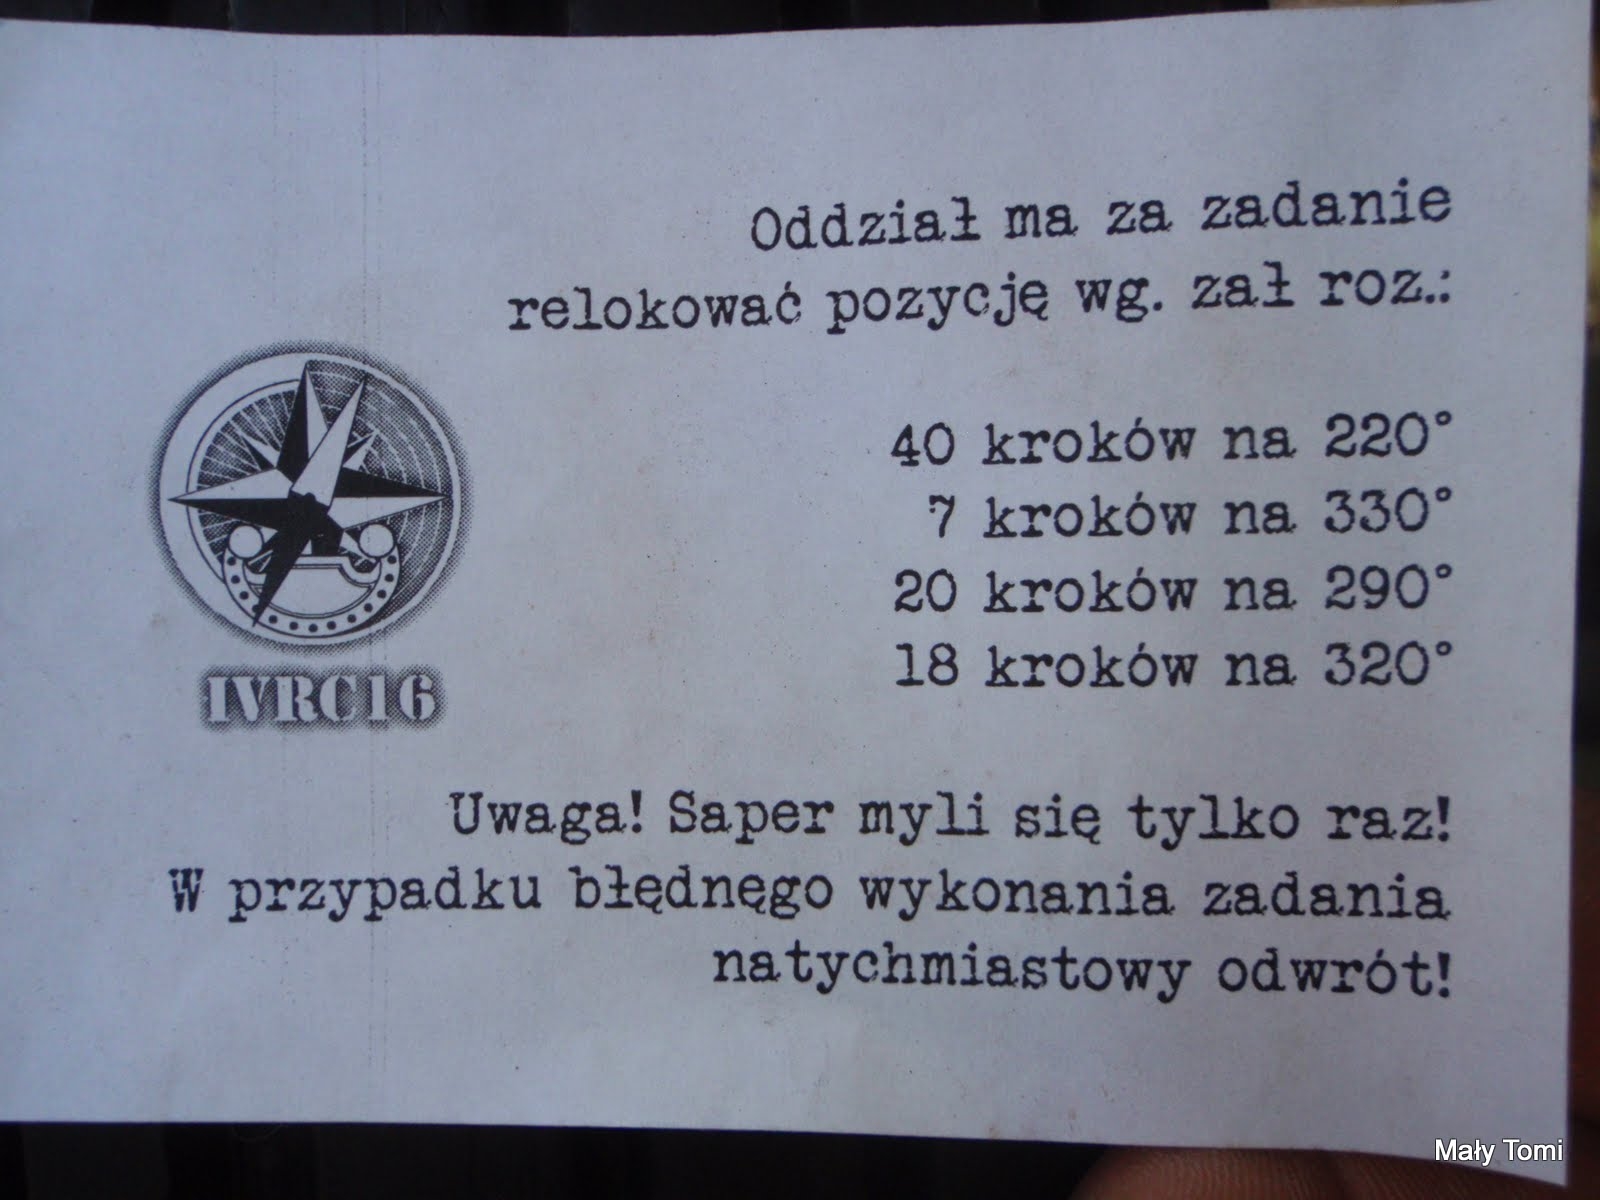 Oddział ma za zadanie
relokować pozycję wg. zał roz.:
40 kroków na 220°
7 kroków na 330°
20 kroków na 290°
18 kroków na 320°
IVRC16
Uwaga! Saper myli się tylko raz!
W przypadku błędnęgo wykonania zadania
natychmiastowy odwrót!
Mały Tomi